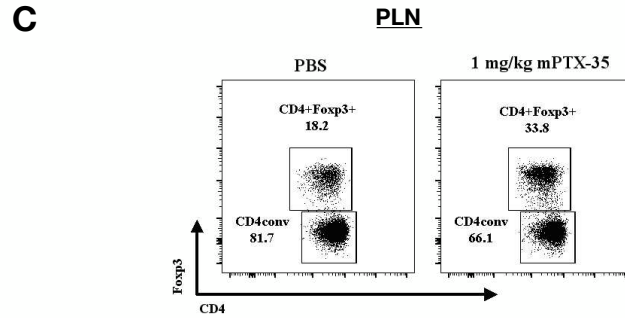 C
PLN
PBS
1 mg/kg mPTX-35
CD4+Foxp3+
18.2
CD4+Foxp3+
33.8
CD4conv
81.7
CD4conv
66.1
Foxp3
CD4